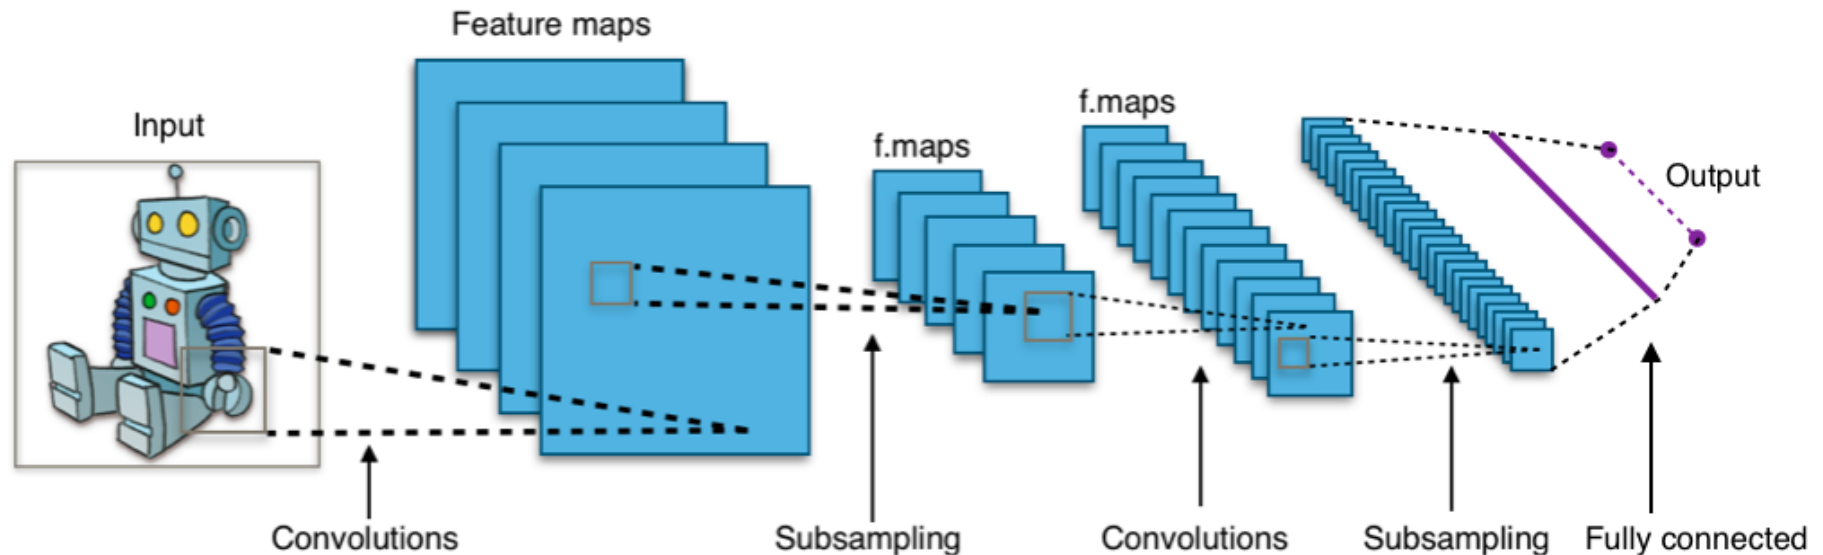 Feature maps
f.maps
Input
f.maps
Output
Convolutions
Subsampling
Convolutions
Subsampling
Fully connected